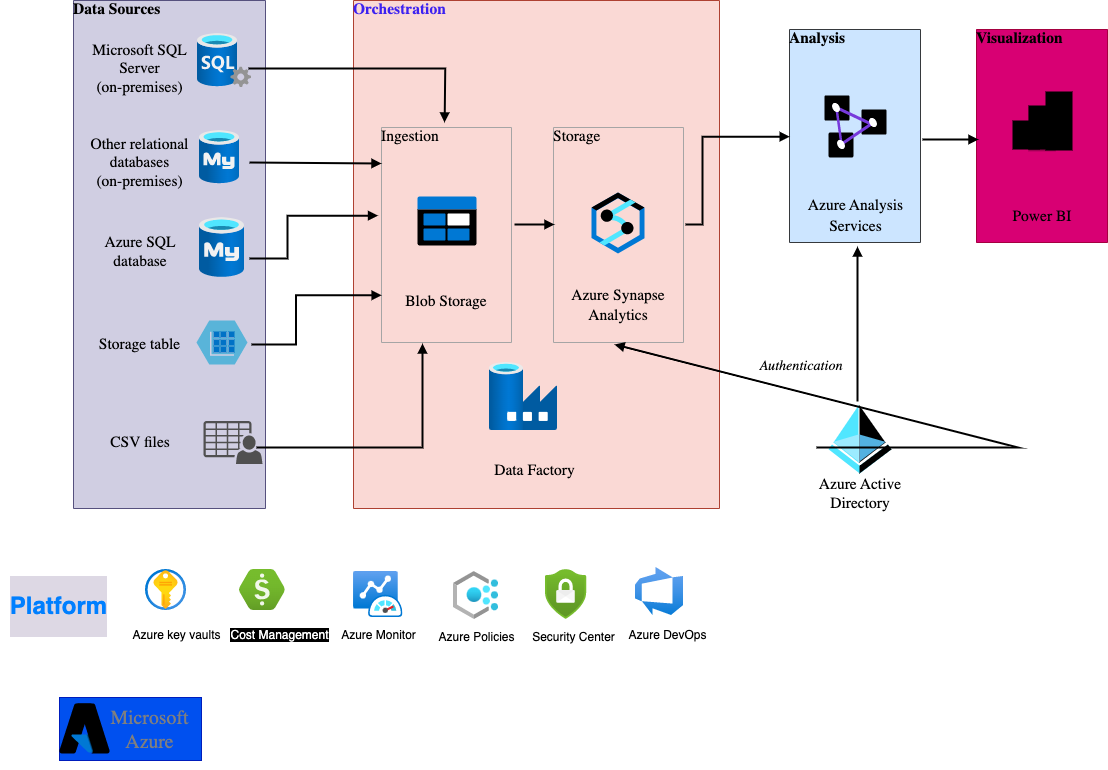 Data Sources
Microsoft SQL
Server
(on-premises)
SQL
Other relational
databases
(on-premises)
My
Azure SQL
database
My
Storage table
CSV files
Orchestration
Ingestion
Blob Storage
Storage
Azure Synapse
Analytics
Data Factory
Analysis
Azure Analysis
Services
Visualization
Power BI
Authentication
Azure Active
Directory
Platform
Azure key vaults
$
Cost Management
Azure Monitor
Azure Policies
Security Center
Azure DevOps
Microsoft
Azure